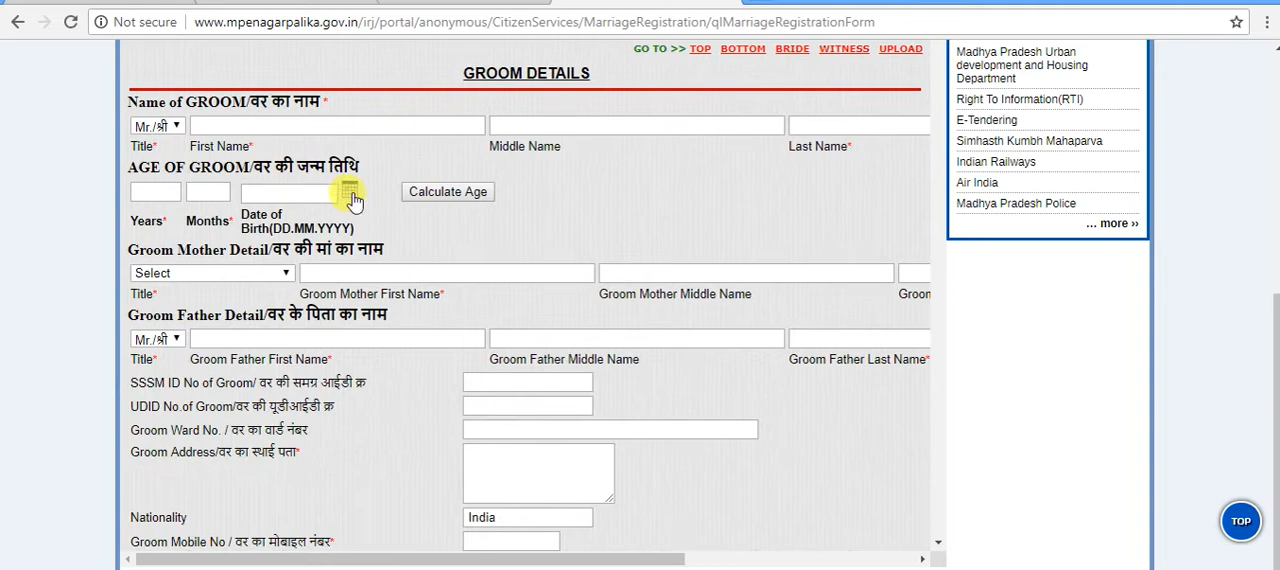 Not secure www.mpenagarpalika.gov.in/irj/portal/anonymous/CitizenServices/MarriageRegistration/qlMarriageRegistrationForm
GO TO >> TOP BOTTOM BRIDE WITNESS UPLOAD
GROOM DETAILS
Name of GROOM/वर का नाम *
Mr./श्री
Title* First Name* Middle Name Last Name*
AGE OF GROOM/वर की जन्म तिथि
Calculate Age
Years* Months* Date of
Birth(DD.MM.YYYY)
Groom Mother Detail/वर की मां का नाम
Select
Title* Groom Mother First Name* Groom Mother Middle Name Groon
Groom Father Detail/वर के पिता का नाम
Mr./श्री
Title* Groom Father First Name* Groom Father Middle Name Groom Father Last Name*
SSSM ID No of Groom/ वर की समग्र आईडी क्र
UDID No.of Groom/वर की यूडीआईडी क्र
Groom Ward No. / वर का वार्ड नंबर
Groom Address/वर का स्थाई पता*
Nationality India
Groom Mobile No / वर का मोबाइल नंबर*
Madhya Pradesh Urban
development and Housing
Department
Right To Information(RTI)
E-Tendering
Simhasth Kumbh Mahaparva
Indian Railways
Air India
Madhya Pradesh Police
... more ››
TOP